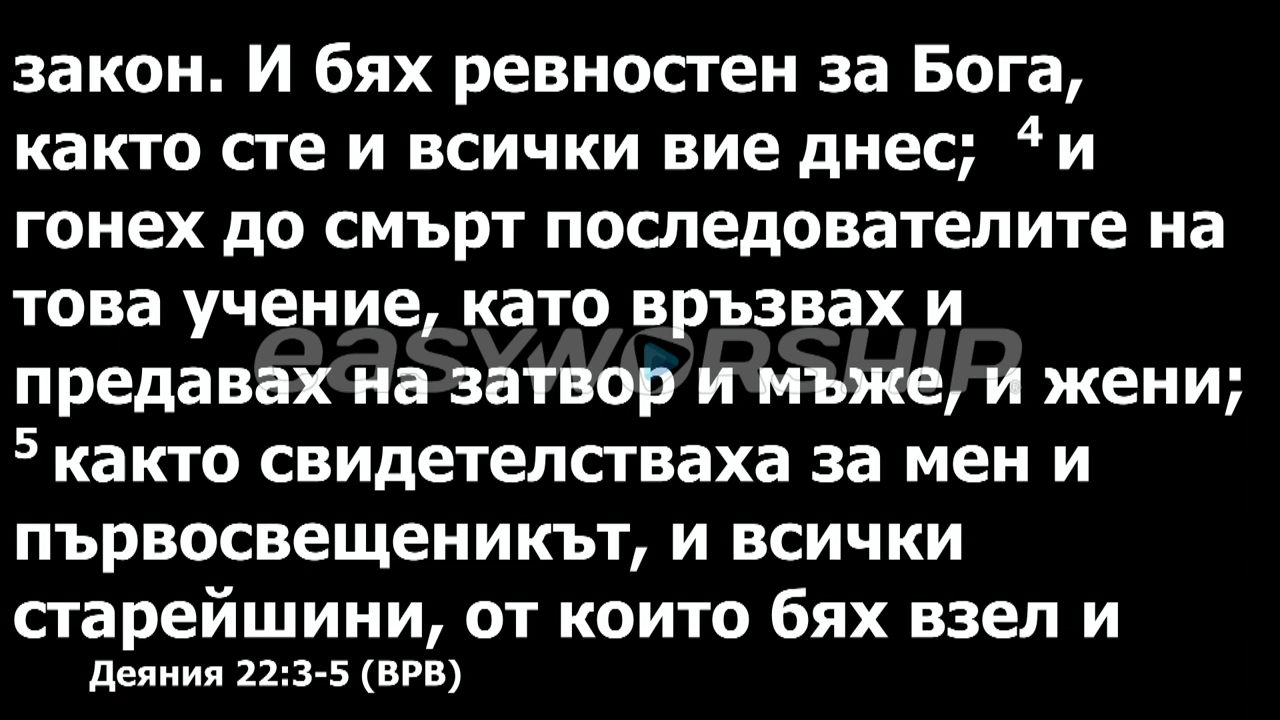 закон. И бях ревностен за Бога,
както сте и всички вие днес; ⁴ и
гонех до смърт последователите на
това учение, като връзвах и
easyworship
предавах на затвор и мъже, и жени;
⁵ както свидетелстваха за мен и
първосвещеникът, и всички
старейшини, от които бях взел и
Деяния 22:3-5 (ВРВ)